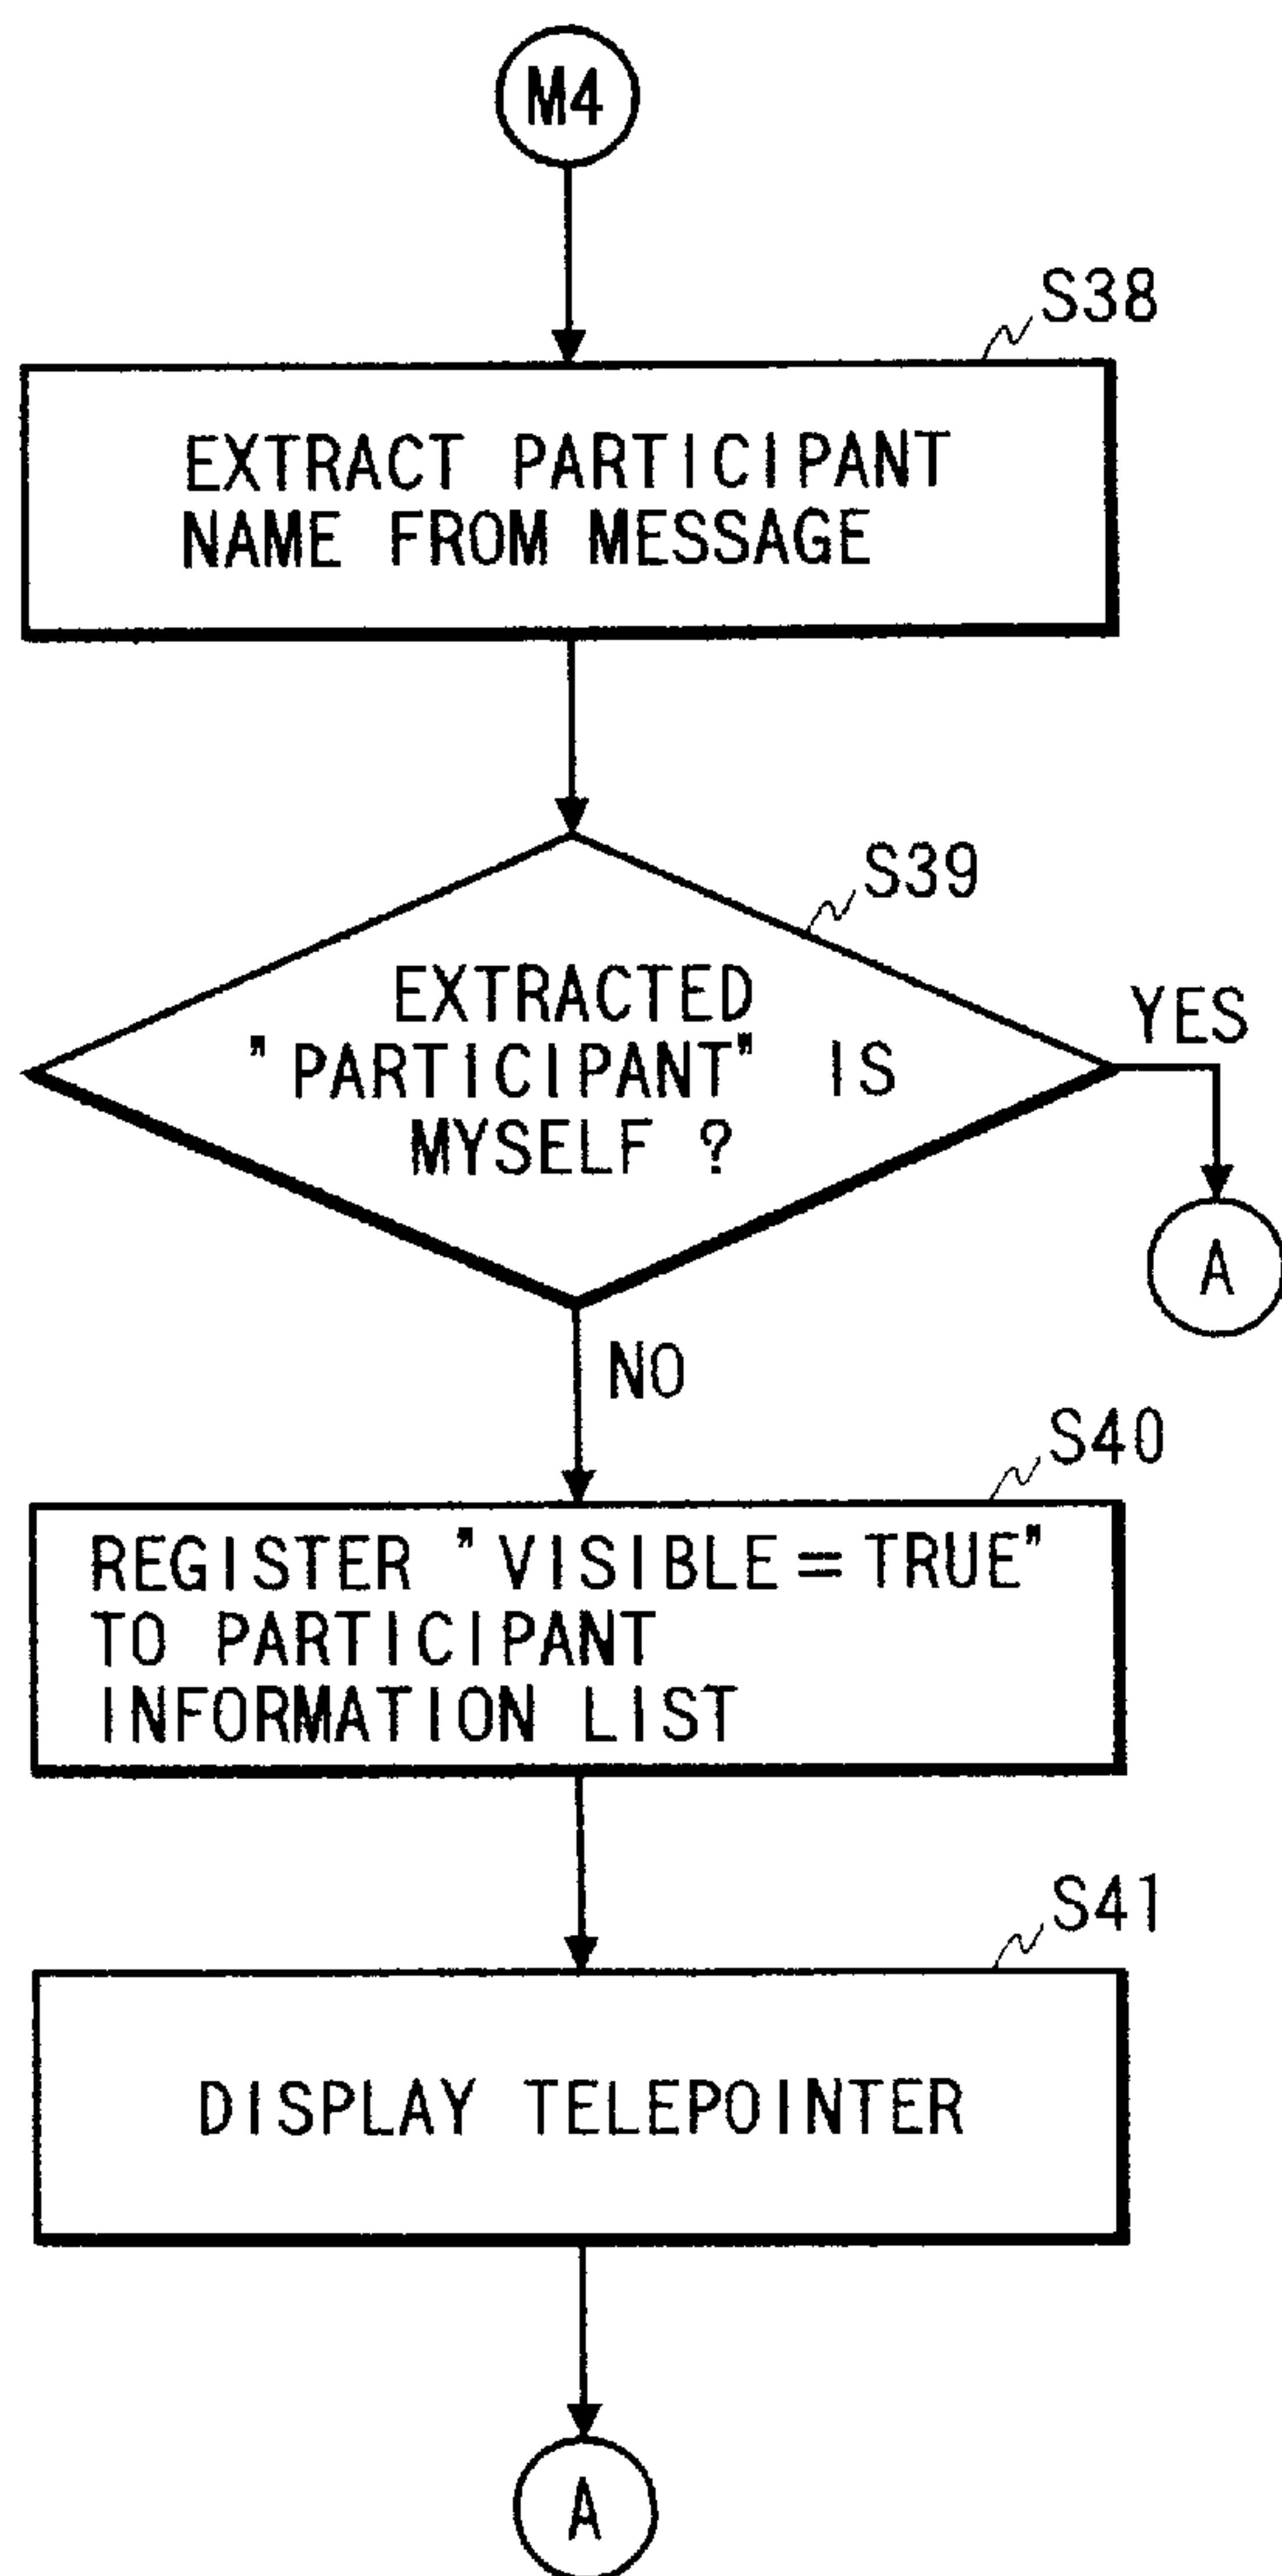 M4
S38
EXTRACT PARTICIPANT
NAME FROM MESSAGE
S39
EXTRACTED
"PARTICIPANT" IS
MYSELF ?
YES
A
NO
S40
REGISTER "VISIBLE=TRUE"
TO PARTICIPANT
INFORMATION LIST
S41
DISPLAY TELEPOINTER
A